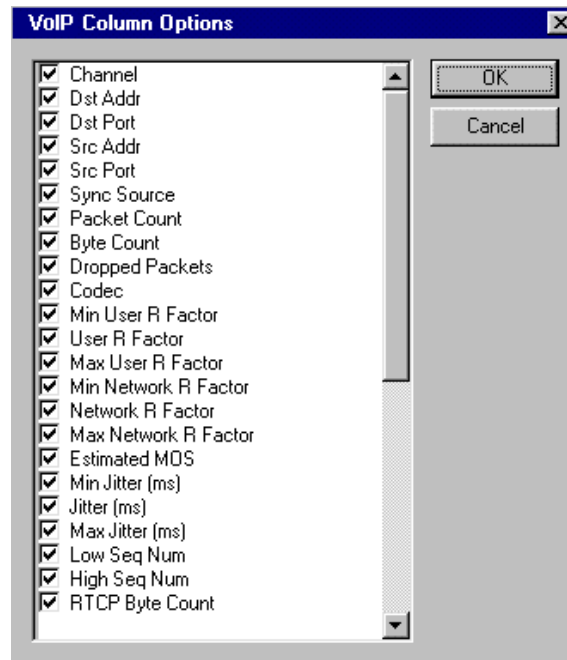 VoIP Column Options
Channel
Dst Addr
Dst Port
Src Addr
Src Port
Sync Source
Packet Count
Byte Count
Dropped Packets
Codec
Min User R Factor
User R Factor
Max User R Factor
Min Network R Factor
Network R Factor
Max Network R Factor
Estimated MOS
Min Jitter (ms)
Jitter (ms)
Max Jitter (ms)
Low Seq Num
High Seq Num
RTCP Byte Count
OK
Cancel